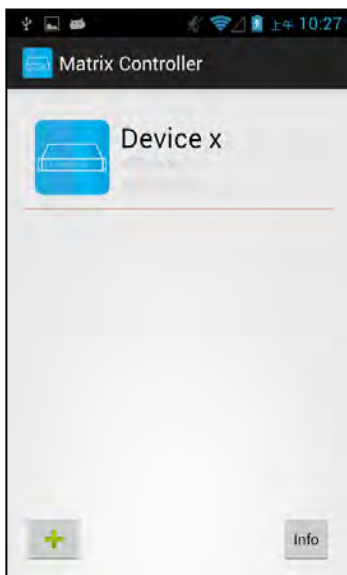 上午 10:27
Matrix Controller
Device x
Info